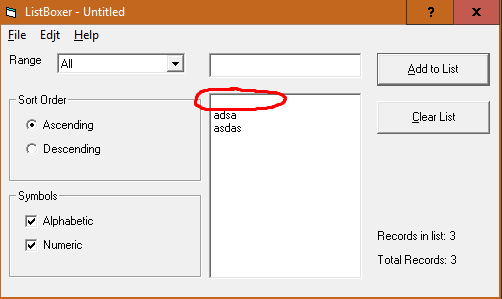 ListBoxer - Untitled
? X
File Edit Help
Range All
Add to List
Sort Order
Ascending
Descending
adsa
asdas
Clear List
Symbols
Alphabetic
Numeric
Records in list: 3
Total Records: 3